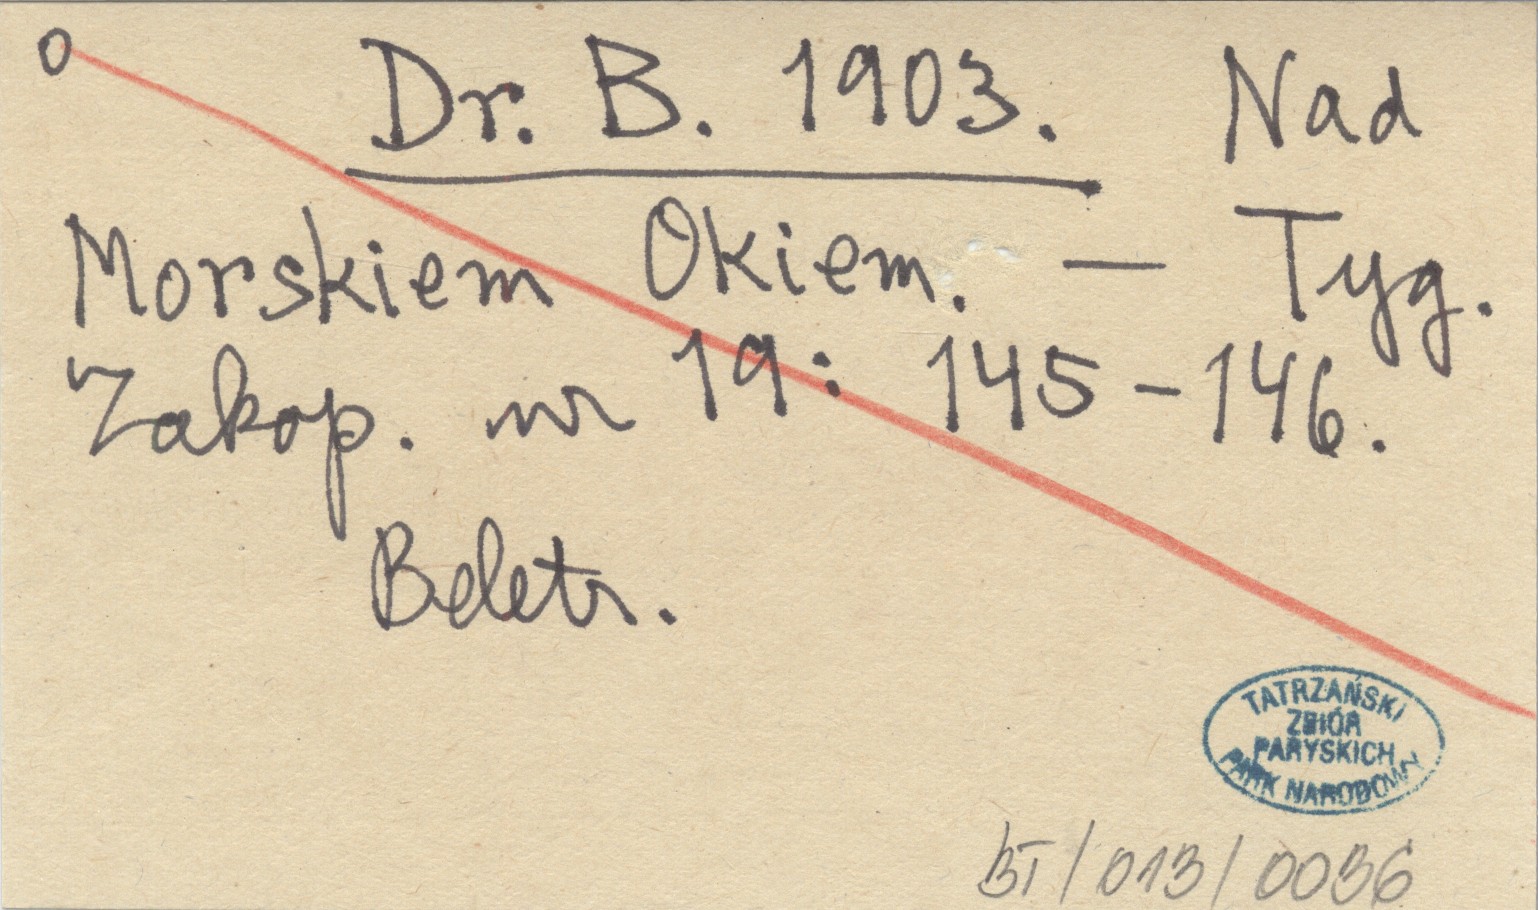 o Dr. B. 1903. Nad
Morskiem Okiem. — Tyg.
Zakop. nr 19: 145-146.
Beletr.
TATRZAŃSKI
ZBIÓR
PARYSKICH
PARK NARODOWY
BT/013/0036